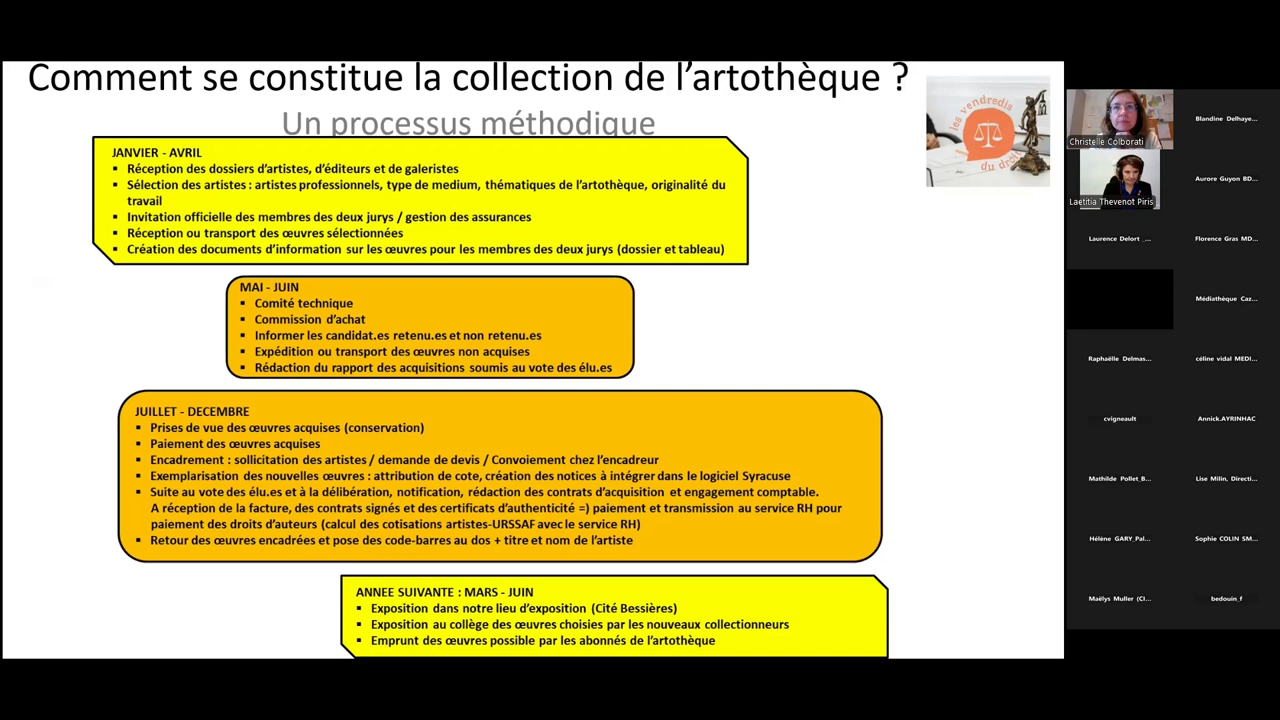 Comment se constitue la collection de l'artothèque ?
Un processus méthodique
les vendredis
du droit
JANVIER - AVRIL
▪ Réception des dossiers d'artistes, d'éditeurs et de galeristes
▪ Sélection des artistes : artistes professionnels, type de medium, thématiques de l'artothèque, originalité du
travail
▪ Invitation officielle des membres des deux jurys / gestion des assurances
▪ Réception ou transport des œuvres sélectionnées
▪ Création des documents d'information sur les œuvres pour les membres des deux jurys (dossier et tableau)
MAI - JUIN
▪ Comité technique
▪ Commission d'achat
▪ Informer les candidat.es retenu.es et non retenu.es
▪ Expédition ou transport des œuvres non acquises
▪ Rédaction du rapport des acquisitions soumis au vote des élu.es
JUILLET - DECEMBRE
▪ Prises de vue des œuvres acquises (conservation)
▪ Paiement des œuvres acquises
▪ Encadrement : sollicitation des artistes / demande de devis / Convoiement chez l'encadreur
▪ Exemplarisation des nouvelles œuvres : attribution de cote, création des notices à intégrer dans le logiciel Syracuse
▪ Suite au vote des élu.es et à la délibération, notification, rédaction des contrats d'acquisition et engagement comptable.
A réception de la facture, des contrats signés et des certificats d'authenticité =) paiement et transmission au service RH pour
paiement des droits d'auteurs (calcul des cotisations artistes-URSSAF avec le service RH)
▪ Retour des œuvres encadrées et pose des code-barres au dos + titre et nom de l'artiste
ANNEE SUIVANTE : MARS - JUIN
▪ Exposition dans notre lieu d'exposition (Cité Bessières)
▪ Exposition au collège des œuvres choisies par les nouveaux collectionneurs
▪ Emprunt des œuvres possible par les abonnés de l'artothèque
Christelle Colborati
Blandine Delhaye...
Laetitia Thevenot Piris
Aurore Guyon BD...
Laurence Delort _...
Florence Gras MD...
Médiathèque Caz...
Raphaëlle Delmas...
céline vidal MEDI...
cvigneault
Annick.AYRINHAC
Mathilde Pollet_B...
Lise Milin, Directi...
Hélène GARY_Pal...
Sophie COLIN SM...
Maëlys Muller (CI...
bedouin_f